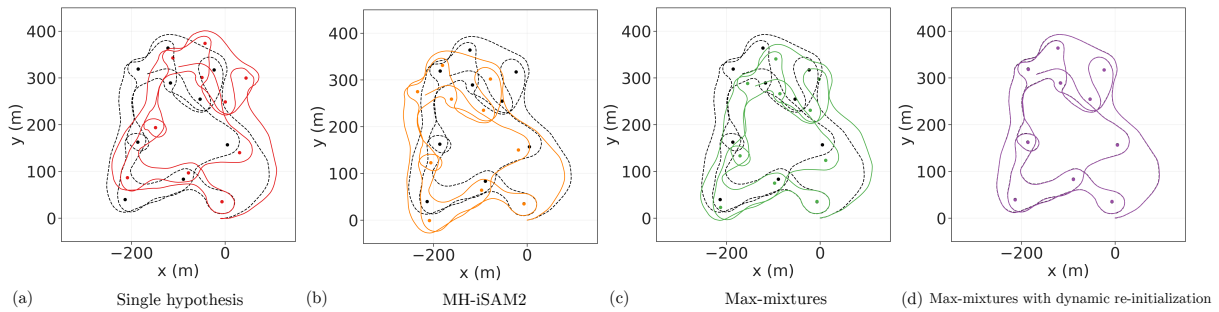 400
300
200
100
0
−200
0
y (m)
x (m)
(a)
Single hypothesis
400
300
200
100
0
−200
0
y (m)
x (m)
(b)
MH-iSAM2
400
300
200
100
0
−200
0
y (m)
x (m)
(c)
Max-mixtures
400
300
200
100
0
−200
0
y (m)
x (m)
(d)
Max-mixtures with dynamic re-initialization